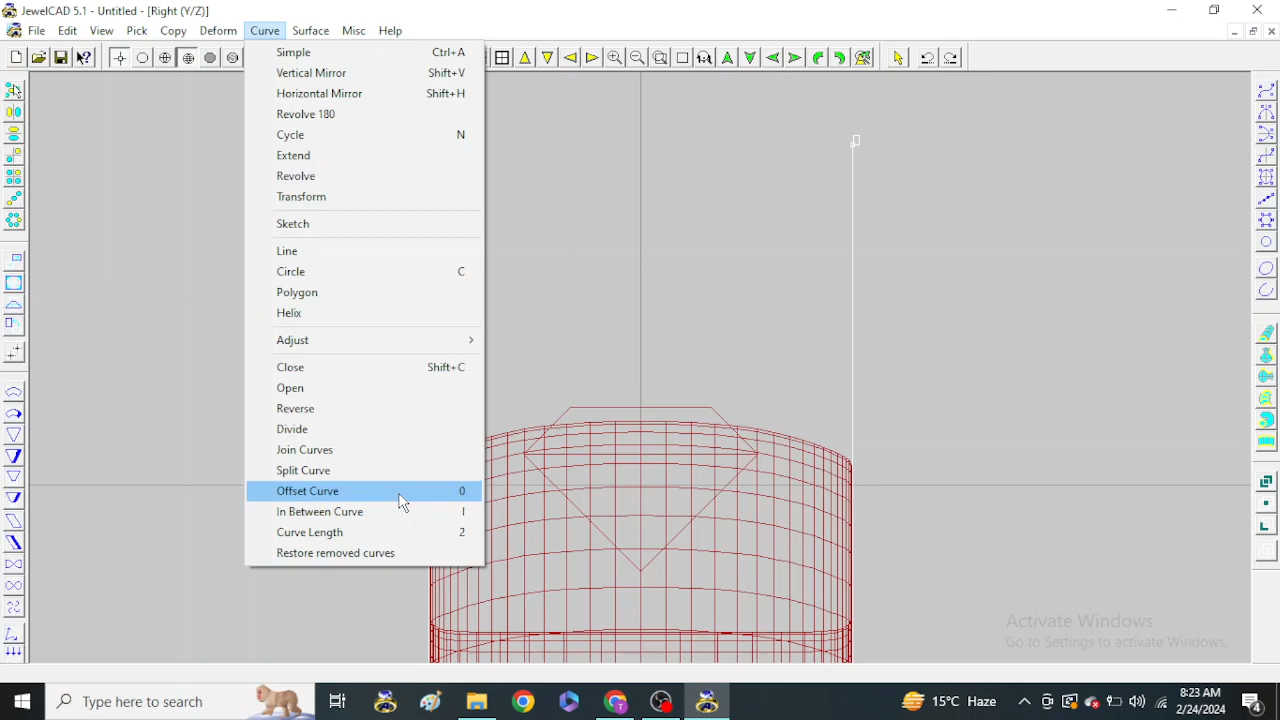 JewelCAD 5.1 - Untitled - [Right (Y/Z)]
File Edit View Pick Copy Deform Curve Surface Misc Help
Simple Ctrl+A
Vertical Mirror Shift+V
Horizontal Mirror Shift+H
Revolve 180
Cycle N
Extend
Revolve
Transform
Sketch
Line
Circle C
Polygon
Helix
Adjust
Close Shift+C
Open
Reverse
Divide
Join Curves
Split Curve
Offset Curve 0
In Between Curve I
Curve Length 2
Restore removed curves
Activate Windows
Go to Settings to activate Windows.
Type here to search
15°C Haze
8:23 AM
2/24/2024
4